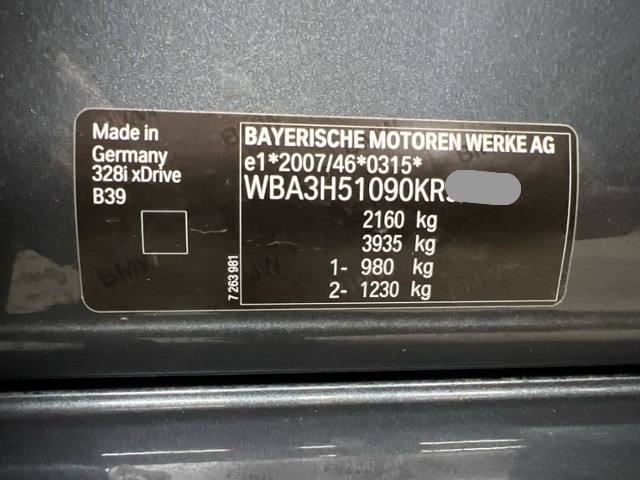 Made in
Germany
328i xDrive
B39
7 263 981
BAYERISCHE MOTOREN WERKE AG
e1*2007/46*0315*
WBA3H51090KR
2160 kg
3935 kg
1- 980 kg
2- 1230 kg
BMW